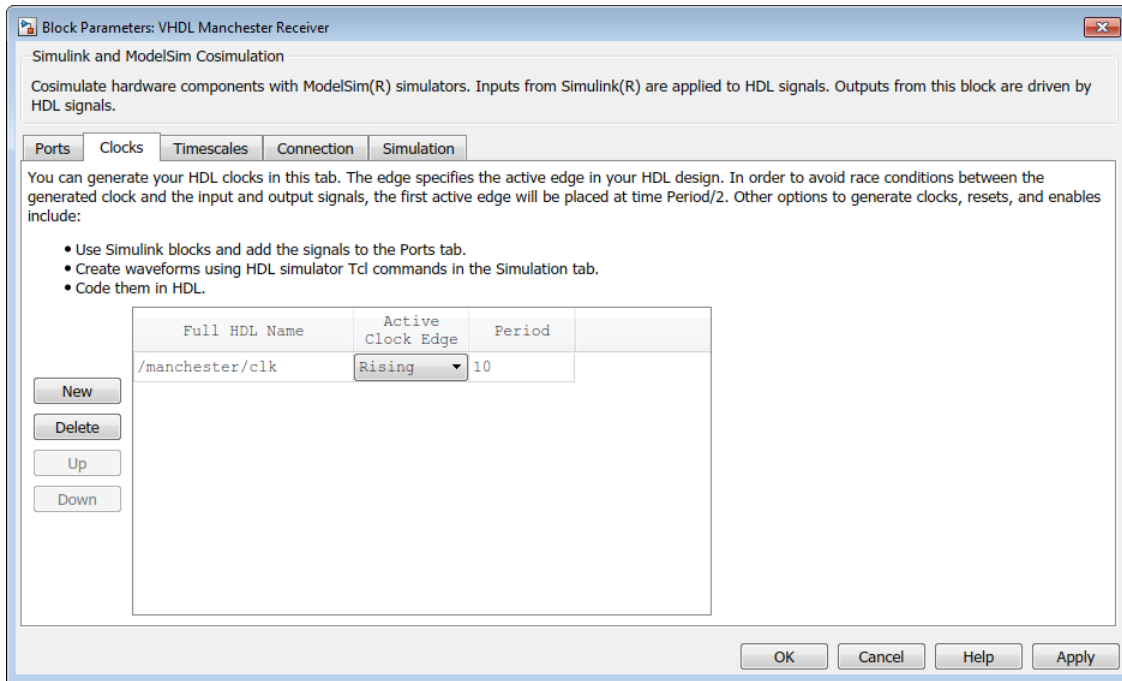 Block Parameters: VHDL Manchester Receiver
Simulink and ModelSim Cosimulation
Cosimulate hardware components with ModelSim(R) simulators. Inputs from Simulink(R) are applied to HDL signals. Outputs from this block are driven by
HDL signals.
Ports Clocks Timescales Connection Simulation
You can generate your HDL clocks in this tab. The edge specifies the active edge in your HDL design. In order to avoid race conditions between the
generated clock and the input and output signals, the first active edge will be placed at time Period/2. Other options to generate clocks, resets, and enables
include:
• Use Simulink blocks and add the signals to the Ports tab.
• Create waveforms using HDL simulator Tcl commands in the Simulation tab.
• Code them in HDL.
Full HDL Name Active Clock Edge Period
/manchester/clk Rising 10
New
Delete
Up
Down
OK Cancel Help Apply